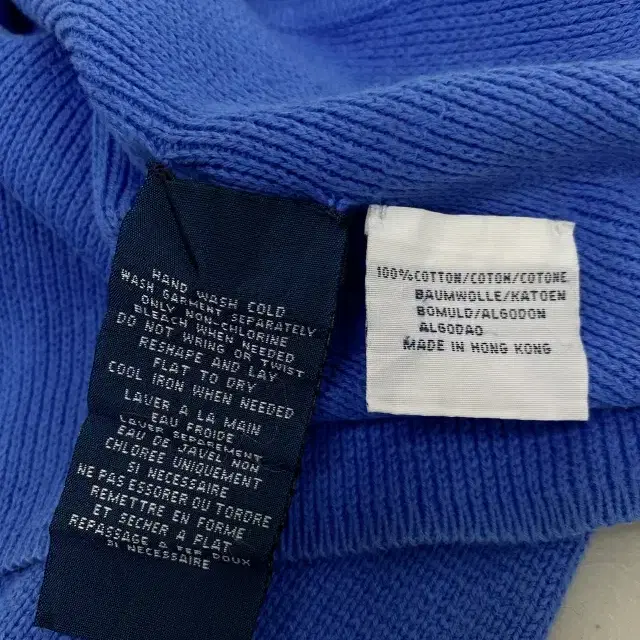 HAND WASH COLD
WASH GARMENT SEPARATELY
ONLY NON-CHLORINE
BLEACH WHEN NEEDED
DO NOT WRING OR TWIST
RESHAPE AND LAY
FLAT TO DRY
COOL IRON WHEN NEEDED
LAVER A LA MAIN
EAU FROIDE
LAVER SEPAREMENT
EAU DE JAVEL NON
CHLOREE UNIQUEMENT
SI NECESSAIRE
NE PAS ESSORER OU TORDRE
REMETTRE EN FORME
ET SECHER A PLAT
REPASSAGE A FER DOUX
SI NECESSAIRE
100% COTTON/COTON/COTONE
BAUMWOLLE/KATOEN
BOMULD/ALGODON
ALGODAO
MADE IN HONG KONG